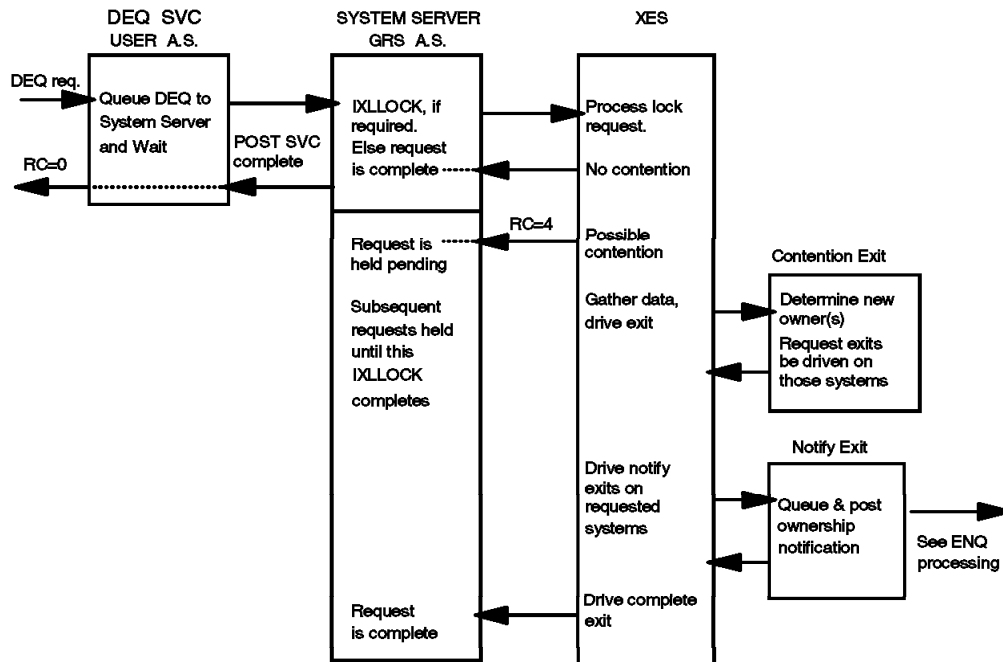 DEQ SVC
USER A.S.
SYSTEM SERVER
GRS A.S.
XES
DEQ req.
Queue DEQ to
System Server
and Wait
RC=0
POST SVC
complete
IXLLOCK, if
required.
Else request
is complete
Process lock
request.
No contention
RC=4
Request is
held pending
Possible
contention
Subsequent
requests held
until this
IXLLOCK
completes
Gather data,
drive exit
Contention Exit
Determine new
owner(s)
Request exits
be driven on
those systems
Drive notify
exits on
requested
systems
Notify Exit
Queue & post
ownership
notification
See ENQ
processing
Request
is complete
Drive complete
exit